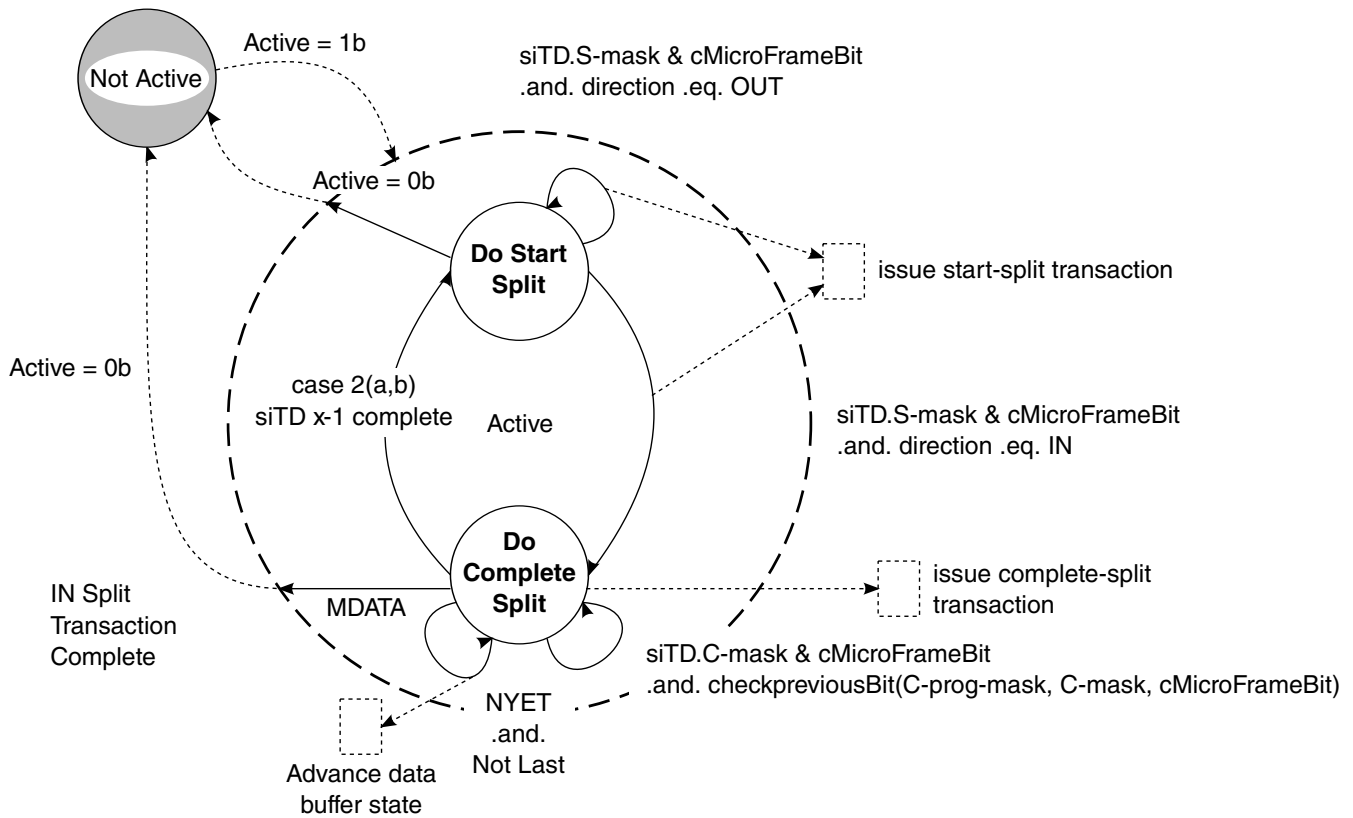 Active = 1b
siTD.S-mask & cMicroFrameBit
.and. direction .eq. OUT
Not Active
Active = 0b
Do Start
Split
issue start-split transaction
Active = 0b
case 2(a,b)
siTD x-1 complete
Active
siTD.S-mask & cMicroFrameBit
.and. direction .eq. IN
Do
Complete
Split
issue complete-split
transaction
IN Split
Transaction
Complete
MDATA
siTD.C-mask & cMicroFrameBit
.and. checkpreviousBit(C-prog-mask, C-mask, cMicroFrameBit)
NYET
.and.
Not Last
Advance data
buffer state